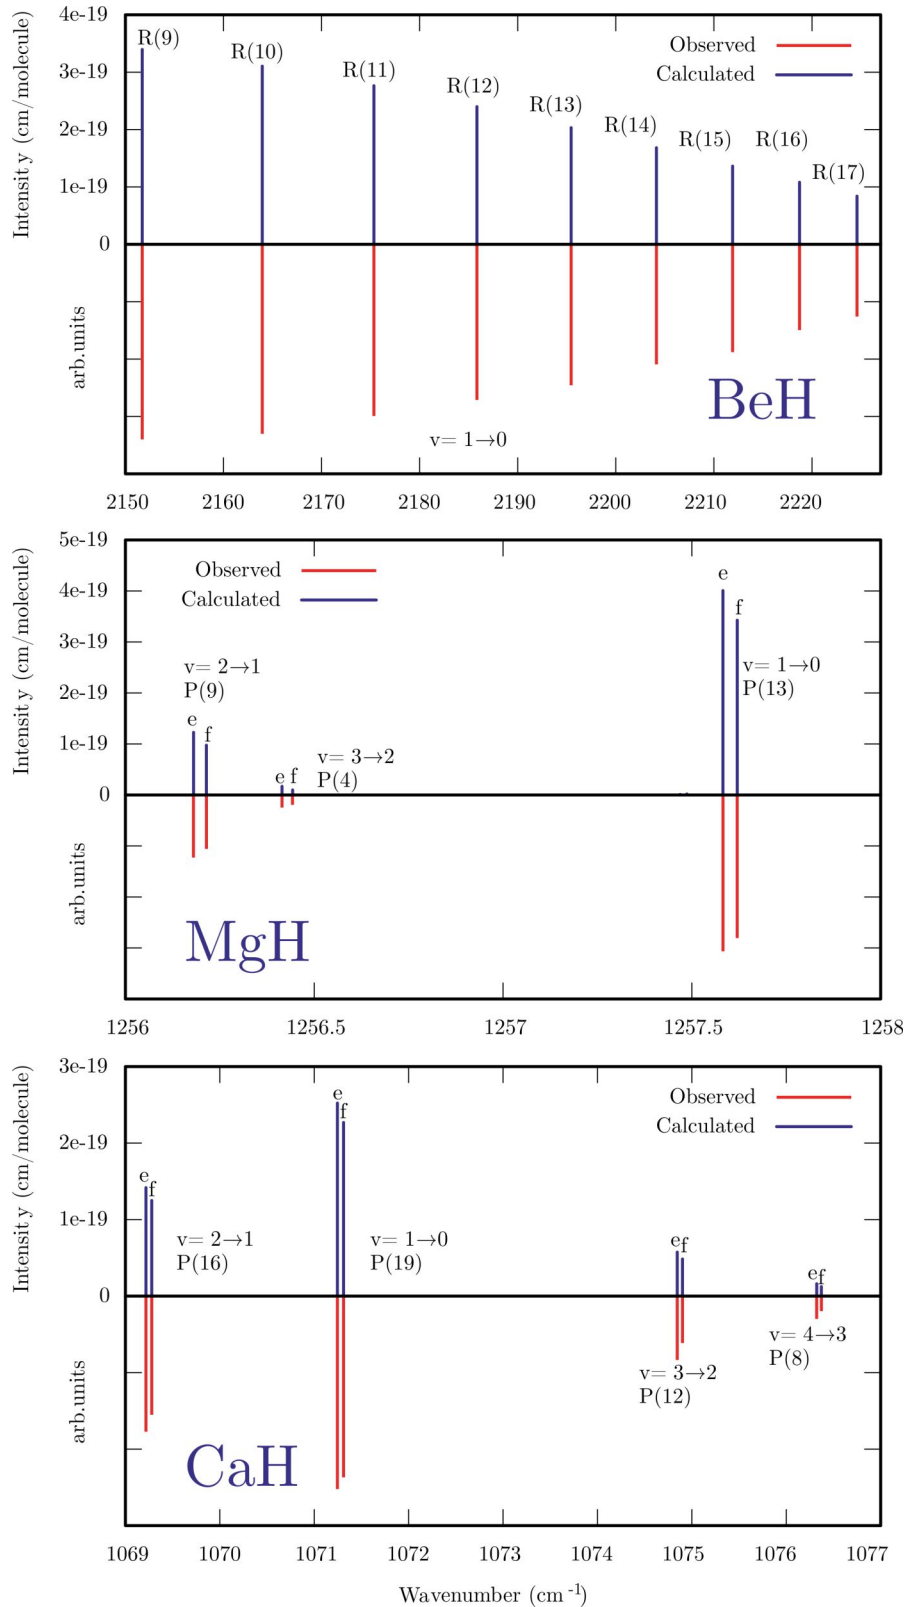 4e-19
3e-19
2e-19
1e-19
0
Intensity (cm/molecule)
arb.units
R(9)
R(10)
R(11)
R(12)
R(13)
R(14)
R(15)
R(16)
R(17)
Observed
Calculated
BeH
v= 1→0
2150 2160 2170 2180 2190 2200 2210 2220
5e-19
4e-19
3e-19
2e-19
1e-19
0
Intensity (cm/molecule)
arb.units
Observed
Calculated
v= 2→1
P(9)
e
f
e f
v= 3→2
P(4)
e
f
v= 1→0
P(13)
MgH
1256 1256.5 1257 1257.5 1258
3e-19
2e-19
1e-19
0
Intensity (cm/molecule)
arb.units
Observed
Calculated
e
f
v= 2→1
P(16)
e
f
v= 1→0
P(19)
e f
v= 3→2
P(12)
e f
v= 4→3
P(8)
CaH
1069 1070 1071 1072 1073 1074 1075 1076 1077
Wavenumber (cm-1)